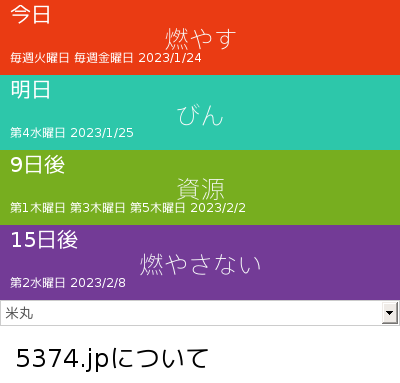 今日
燃やす
毎週火曜日 毎週金曜日 2023/1/24
明日
びん
第4水曜日 2023/1/25
9日後
資源
第1木曜日 第3木曜日 第5木曜日 2023/2/2
15日後
燃やさない
第2水曜日 2023/2/8
米丸
5374.jpについて